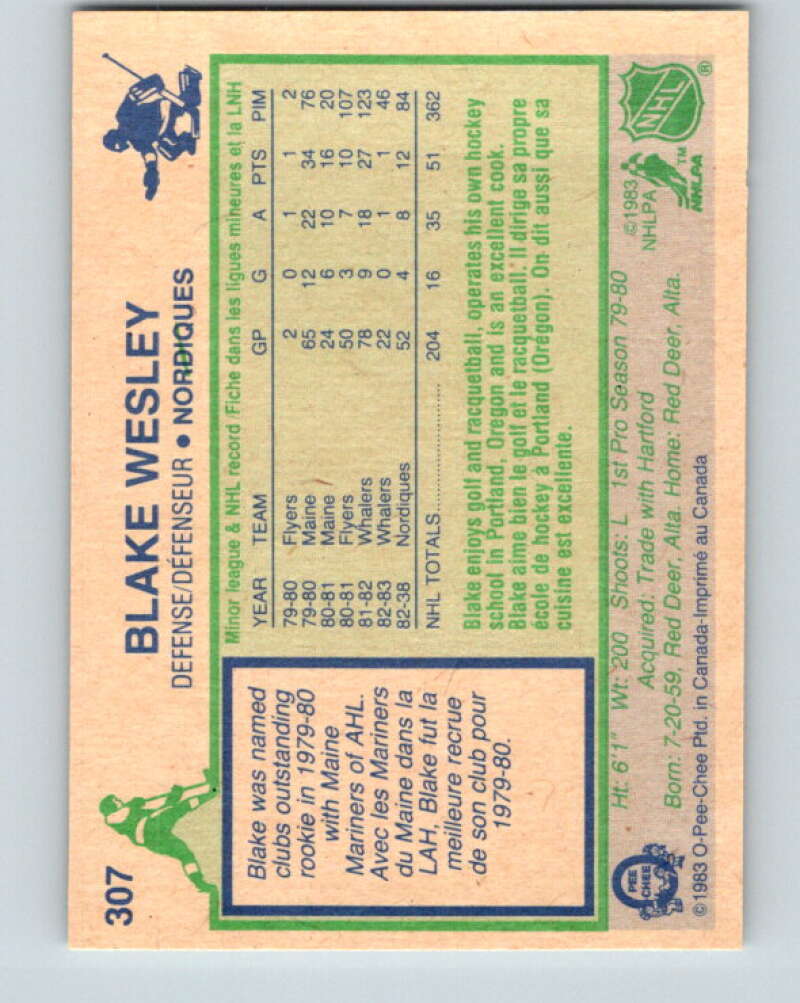 307
BLAKE WESLEY
DEFENSE/DÉFENSEUR • NORDIQUES
Blake was named
clubs outstanding
rookie in 1979-80
with Maine
Mariners of AHL.
Avec les Mariners
du Maine dans la
LAH, Blake fut la
meilleure recrue
de son club pour
1979-80.
Minor league & NHL record/Fiche dans les ligues mineures et la LNH
YEAR TEAM GP G A PTS PIM
79-80 Flyers 2 0 1 1 2
79-80 Maine 65 12 22 34 76
80-81 Maine 24 6 10 16 20
80-81 Flyers 50 3 7 10 107
81-82 Whalers 78 9 18 27 123
82-83 Whalers 22 0 1 1 46
82-38 Nordiques 52 4 8 12 84
NHL TOTALS.................... 204 16 35 51 362
Blake enjoys golf and racquetball, operates his own hockey
school in Portland, Oregon and is an excellent cook.
Blake aime bien le golf et le racquetball. Il dirige sa propre
école de hockey à Portland (Orégon). On dit aussi que sa
cuisine est excellente.
Ht: 6'1" Wt: 200 Shoots: L 1st Pro Season 79-80
Acquired: Trade with Hartford
Born: 7-20-59, Red Deer, Alta. Home: Red Deer, Alta.
©1983 O-Pee-Chee Ptd. in Canada-Imprimé au Canada
PEE
CHEE
©1983
NHLPA
NHL
®
NHLPA
TM